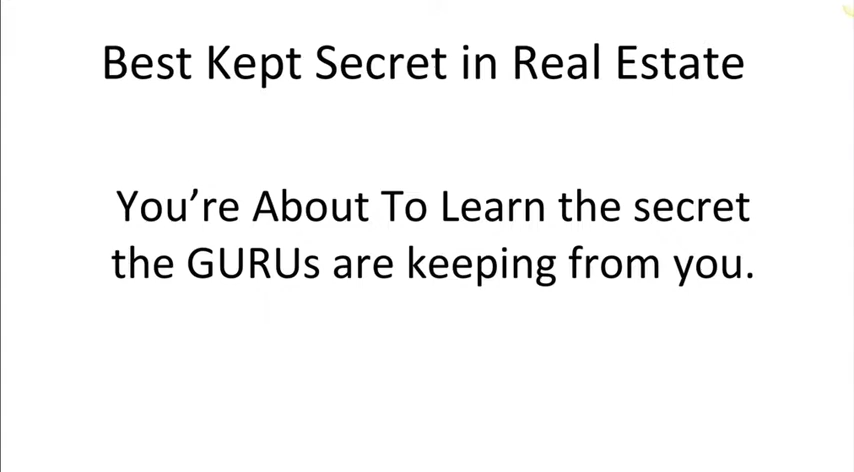 Best Kept Secret in Real Estate
You’re About To Learn the secret
the GURUs are keeping from you.